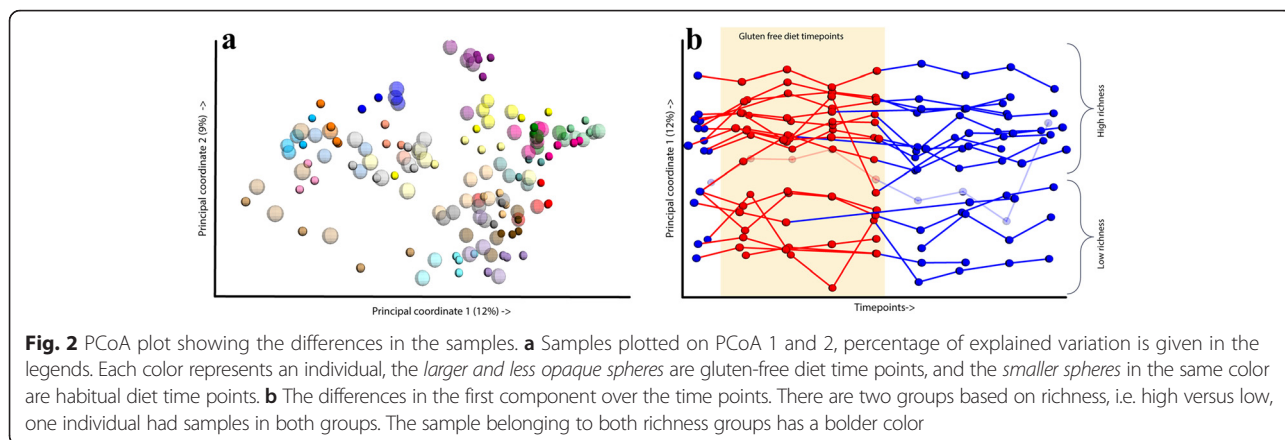 a
Principal coordinate 2 (9%) ->
Principal coordinate 1 (12%) ->
b
Gluten free diet timepoints
Principal coordinate 1 (12%) ->
Timepoints->
High richness
Low richness
Fig. 2 PCoA plot showing the differences in the samples. a Samples plotted on PCoA 1 and 2, percentage of explained variation is given in the
legends. Each color represents an individual, the larger and less opaque spheres are gluten-free diet time points, and the smaller spheres in the same color
are habitual diet time points. b The differences in the first component over the time points. There are two groups based on richness, i.e. high versus low,
one individual had samples in both groups. The sample belonging to both richness groups has a bolder color